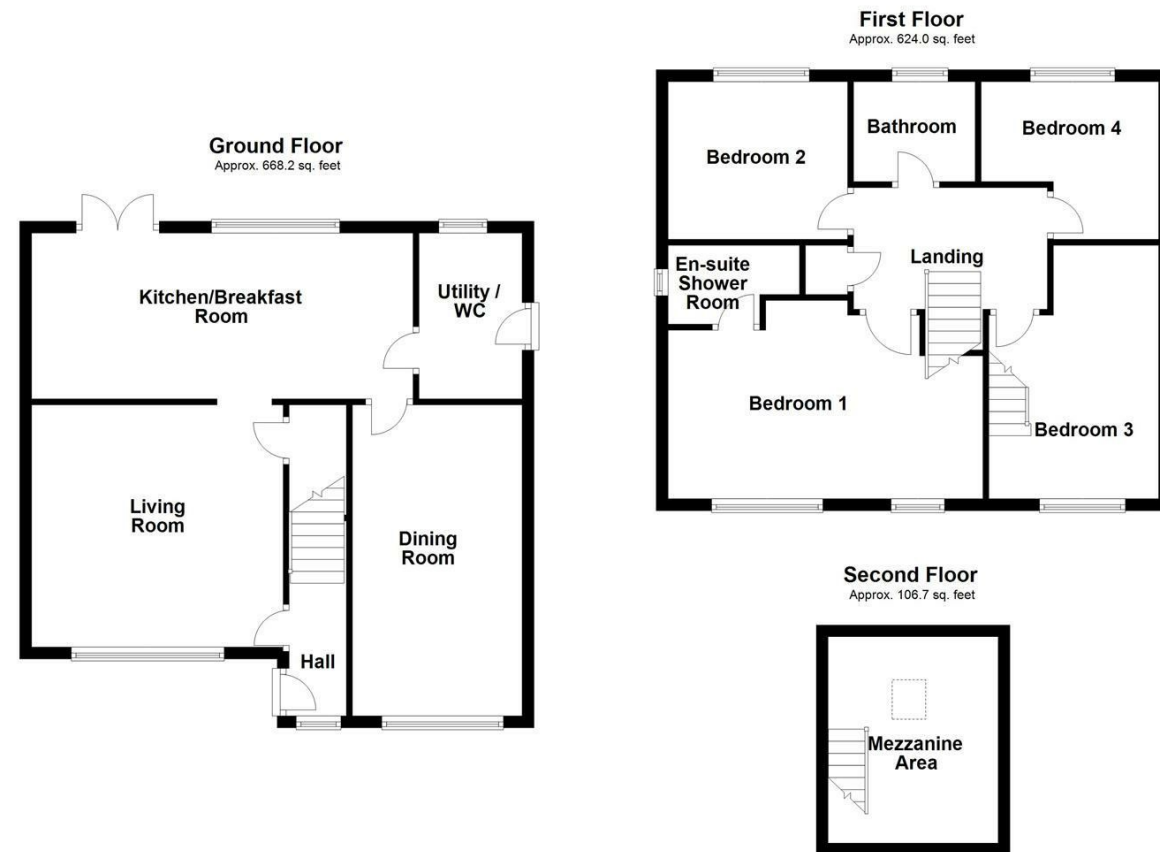 Ground Floor
Approx. 668.2 sq. feet
Kitchen/Breakfast
Room
Utility /
WC
Living
Room
Dining
Room
Hall
First Floor
Approx. 624.0 sq. feet
Bedroom 2
Bathroom
Bedroom 4
En-suite
Shower
Room
Landing
Bedroom 1
Bedroom 3
Second Floor
Approx. 106.7 sq. feet
Mezzanine
Area